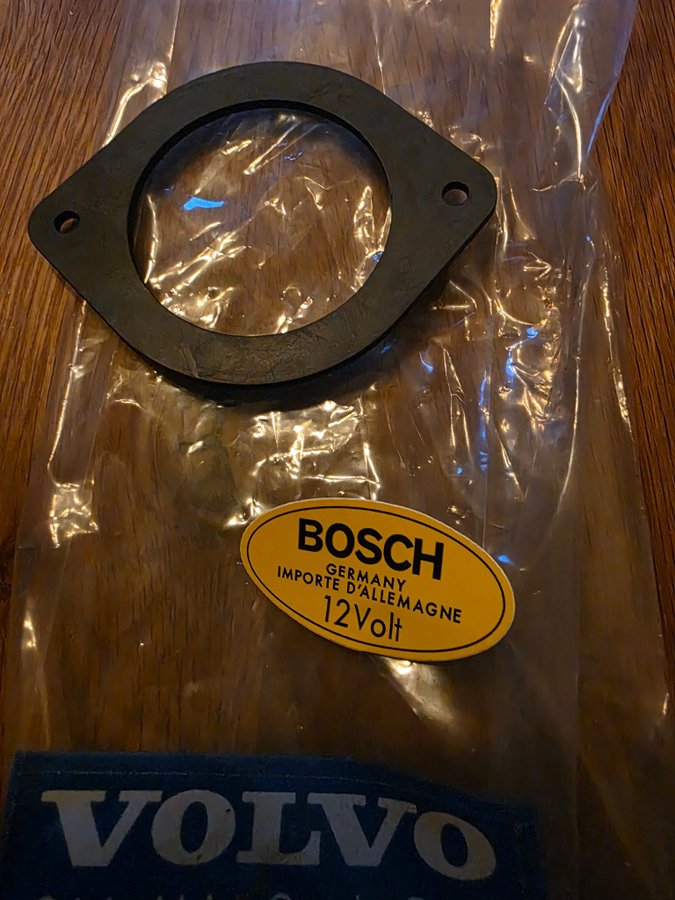 BOSCH
GERMANY
IMPORTE D'ALLEMAGNE
12Volt
VOLVO